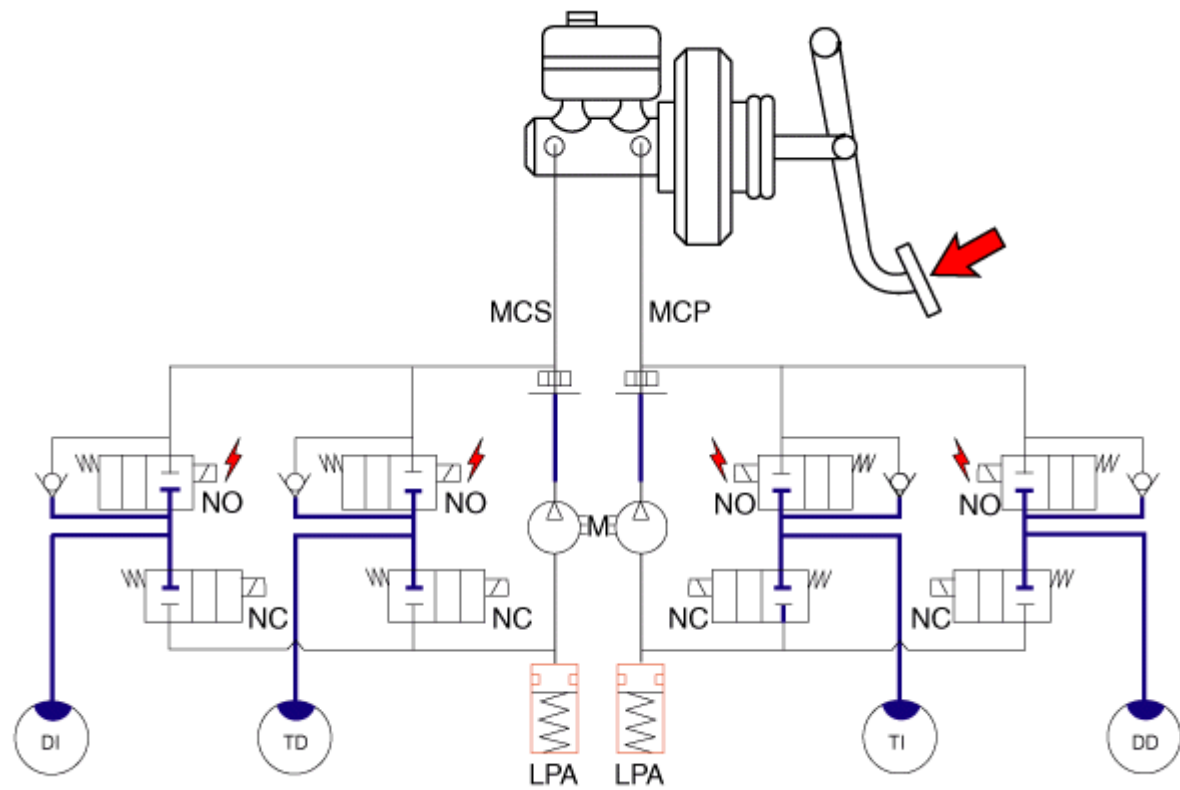 MCS MCP
NO NO NO NO
M
NC NC NC NC
DI TD TI DD
LPA LPA